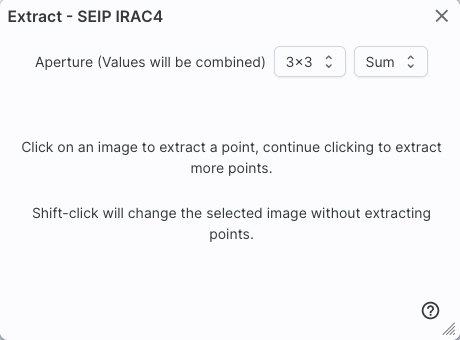 Extract - SEIP IRAC4
Aperture (Values will be combined) 3×3 Sum
Click on an image to extract a point, continue clicking to extract
more points.
Shift-click will change the selected image without extracting
points.